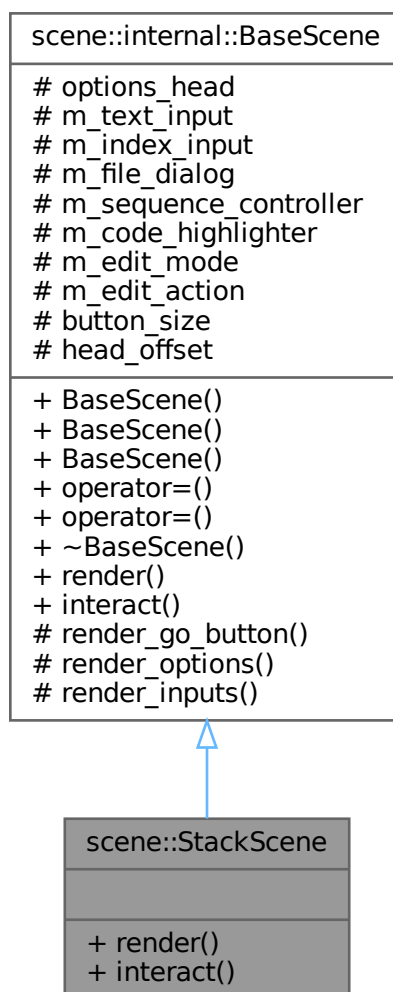 scene::internal::BaseScene
# options_head
# m_text_input
# m_index_input
# m_file_dialog
# m_sequence_controller
# m_code_highlighter
# m_edit_mode
# m_edit_action
# button_size
# head_offset
+ BaseScene()
+ BaseScene()
+ BaseScene()
+ operator=()
+ operator=()
+ ~BaseScene()
+ render()
+ interact()
# render_go_button()
# render_options()
# render_inputs()
scene::StackScene
+ render()
+ interact()